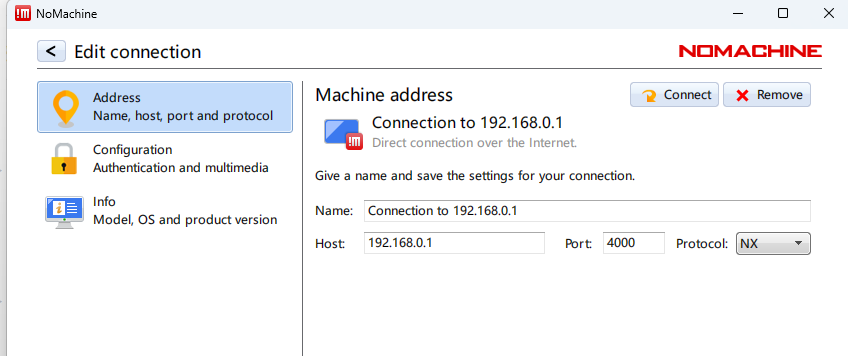 !m NoMachine
< Edit connection
NOMACHINE
Address
Name, host, port and protocol
Configuration
Authentication and multimedia
Info
Model, OS and product version
Machine address
Connect
Remove
Connection to 192.168.0.1
!m
Direct connection over the Internet.
Give a name and save the settings for your connection.
Name: Connection to 192.168.0.1
Host: 192.168.0.1 Port: 4000 Protocol: NX